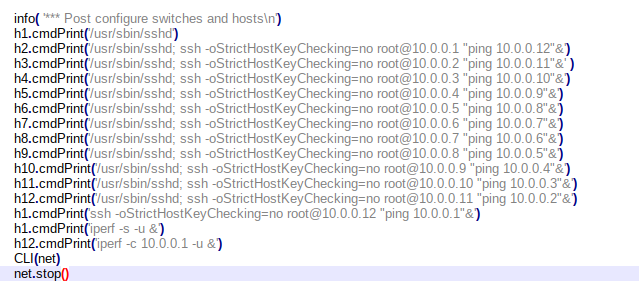 info( '*** Post configure switches and hosts\n')
h1.cmdPrint('/usr/sbin/sshd')
h2.cmdPrint('/usr/sbin/sshd; ssh -oStrictHostKeyChecking=no root@10.0.0.1 "ping 10.0.0.12"&')
h3.cmdPrint('/usr/sbin/sshd; ssh -oStrictHostKeyChecking=no root@10.0.0.2 "ping 10.0.0.11"&' )
h4.cmdPrint('/usr/sbin/sshd; ssh -oStrictHostKeyChecking=no root@10.0.0.3 "ping 10.0.0.10"&')
h5.cmdPrint('/usr/sbin/sshd; ssh -oStrictHostKeyChecking=no root@10.0.0.4 "ping 10.0.0.9"&')
h6.cmdPrint('/usr/sbin/sshd; ssh -oStrictHostKeyChecking=no root@10.0.0.5 "ping 10.0.0.8"&')
h7.cmdPrint('/usr/sbin/sshd; ssh -oStrictHostKeyChecking=no root@10.0.0.6 "ping 10.0.0.7"&')
h8.cmdPrint('/usr/sbin/sshd; ssh -oStrictHostKeyChecking=no root@10.0.0.7 "ping 10.0.0.6"&')
h9.cmdPrint('/usr/sbin/sshd; ssh -oStrictHostKeyChecking=no root@10.0.0.8 "ping 10.0.0.5"&')
h10.cmdPrint('/usr/sbin/sshd; ssh -oStrictHostKeyChecking=no root@10.0.0.9 "ping 10.0.0.4"&')
h11.cmdPrint('/usr/sbin/sshd; ssh -oStrictHostKeyChecking=no root@10.0.0.10 "ping 10.0.0.3"&')
h12.cmdPrint('/usr/sbin/sshd; ssh -oStrictHostKeyChecking=no root@10.0.0.11 "ping 10.0.0.2"&')
h1.cmdPrint('ssh -oStrictHostKeyChecking=no root@10.0.0.12 "ping 10.0.0.1"&')
h1.cmdPrint('iperf -s -u &')
h12.cmdPrint('iperf -c 10.0.0.1 -u &')
CLI(net)
net.stop()